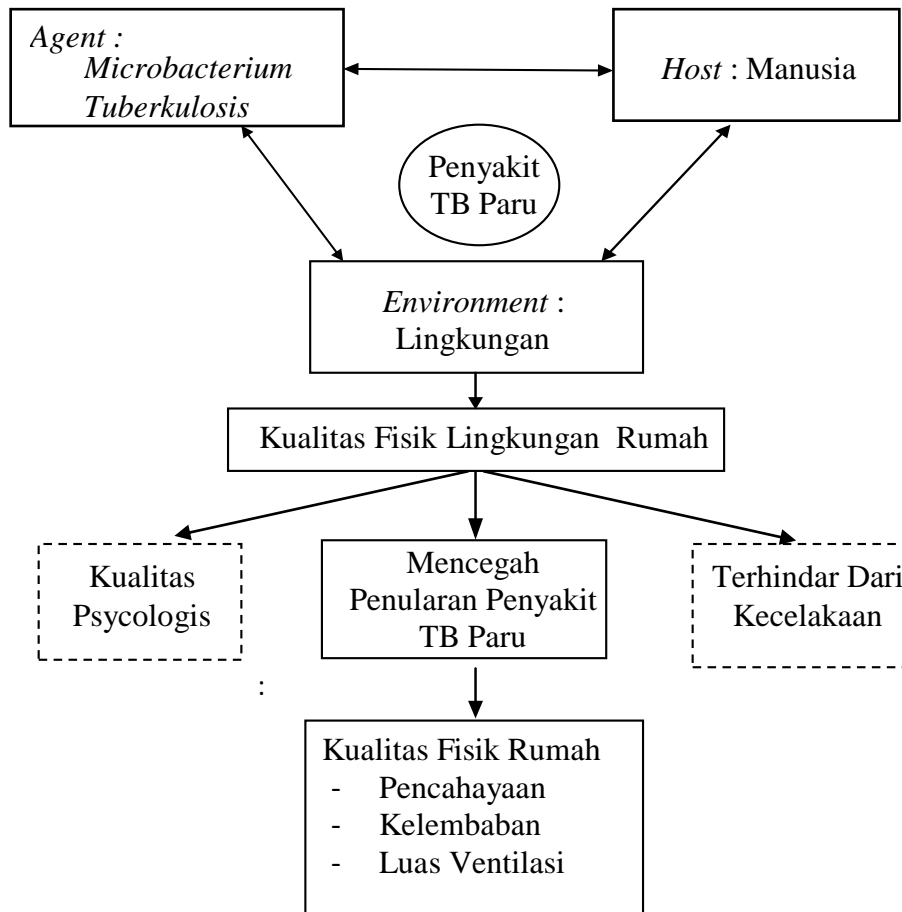 Agent :
Microbacterium
Tuberkulosis
Host : Manusia
Penyakit
TB Paru
Environment :
Lingkungan
Kualitas Fisik Lingkungan Rumah
Kualitas
Psycologis
Mencegah
Penularan Penyakit
TB Paru
Terhindar Dari
Kecelakaan
:
Kualitas Fisik Rumah
- Pencahayaan
- Kelembaban
- Luas Ventilasi